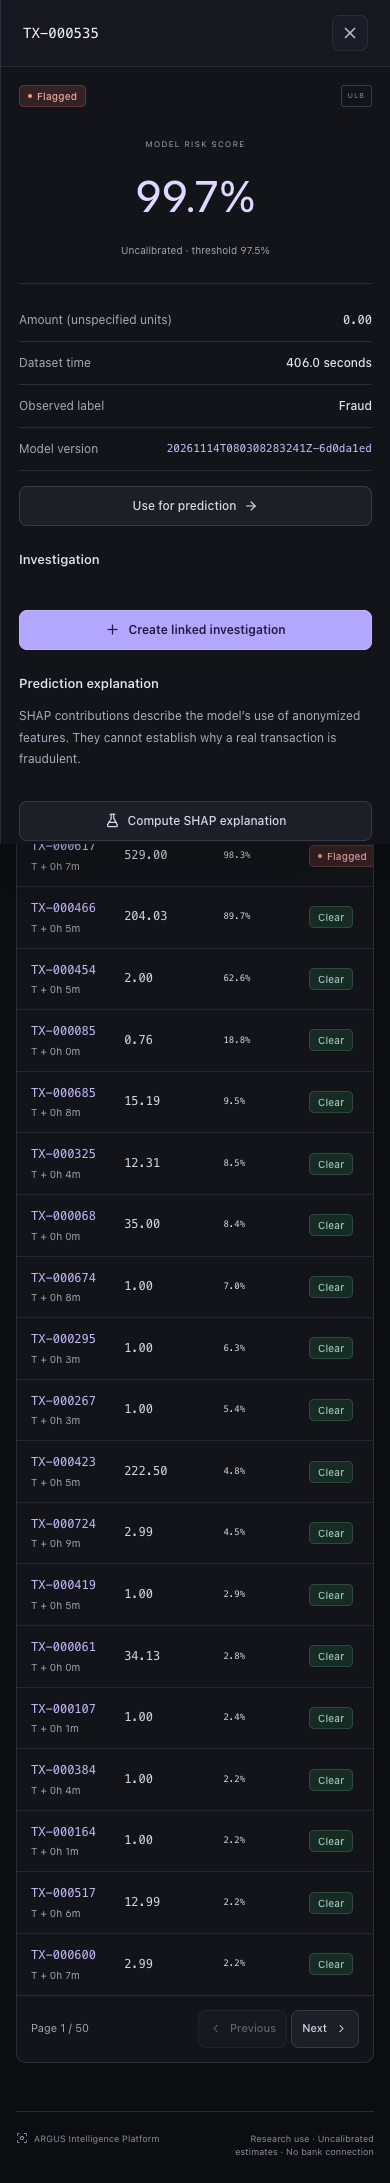 TX-000535
Flagged
ULB
MODEL RISK SCORE
99.7%
Uncalibrated · threshold 97.5%
Amount (unspecified units) 0.00
Dataset time 406.0 seconds
Observed label Fraud
Model version 20261114T080308283241Z-6d0da1ed
Use for prediction
Investigation
Create linked investigation
Prediction explanation
SHAP contributions describe the model's use of anonymized
features. They cannot establish why a real transaction is
fraudulent.
Compute SHAP explanation
TX-000617 529.00 98.3% Flagged
T + 0h 7m
TX-000466 204.03 89.7% Clear
T + 0h 5m
TX-000454 2.00 62.6% Clear
T + 0h 5m
TX-000085 0.76 18.8% Clear
T + 0h 0m
TX-000685 15.19 9.5% Clear
T + 0h 8m
TX-000325 12.31 8.5% Clear
T + 0h 4m
TX-000068 35.00 8.4% Clear
T + 0h 0m
TX-000674 1.00 7.0% Clear
T + 0h 8m
TX-000295 1.00 6.3% Clear
T + 0h 3m
TX-000267 1.00 5.4% Clear
T + 0h 3m
TX-000423 222.50 4.8% Clear
T + 0h 5m
TX-000724 2.99 4.5% Clear
T + 0h 9m
TX-000419 1.00 2.9% Clear
T + 0h 5m
TX-000061 34.13 2.8% Clear
T + 0h 0m
TX-000107 1.00 2.4% Clear
T + 0h 1m
TX-000384 1.00 2.2% Clear
T + 0h 4m
TX-000164 1.00 2.2% Clear
T + 0h 1m
TX-000517 12.99 2.2% Clear
T + 0h 6m
TX-000600 2.99 2.2% Clear
T + 0h 7m
Page 1 / 50 Previous Next
ARGUS Intelligence Platform
Research use · Uncalibrated
estimates · No bank connection